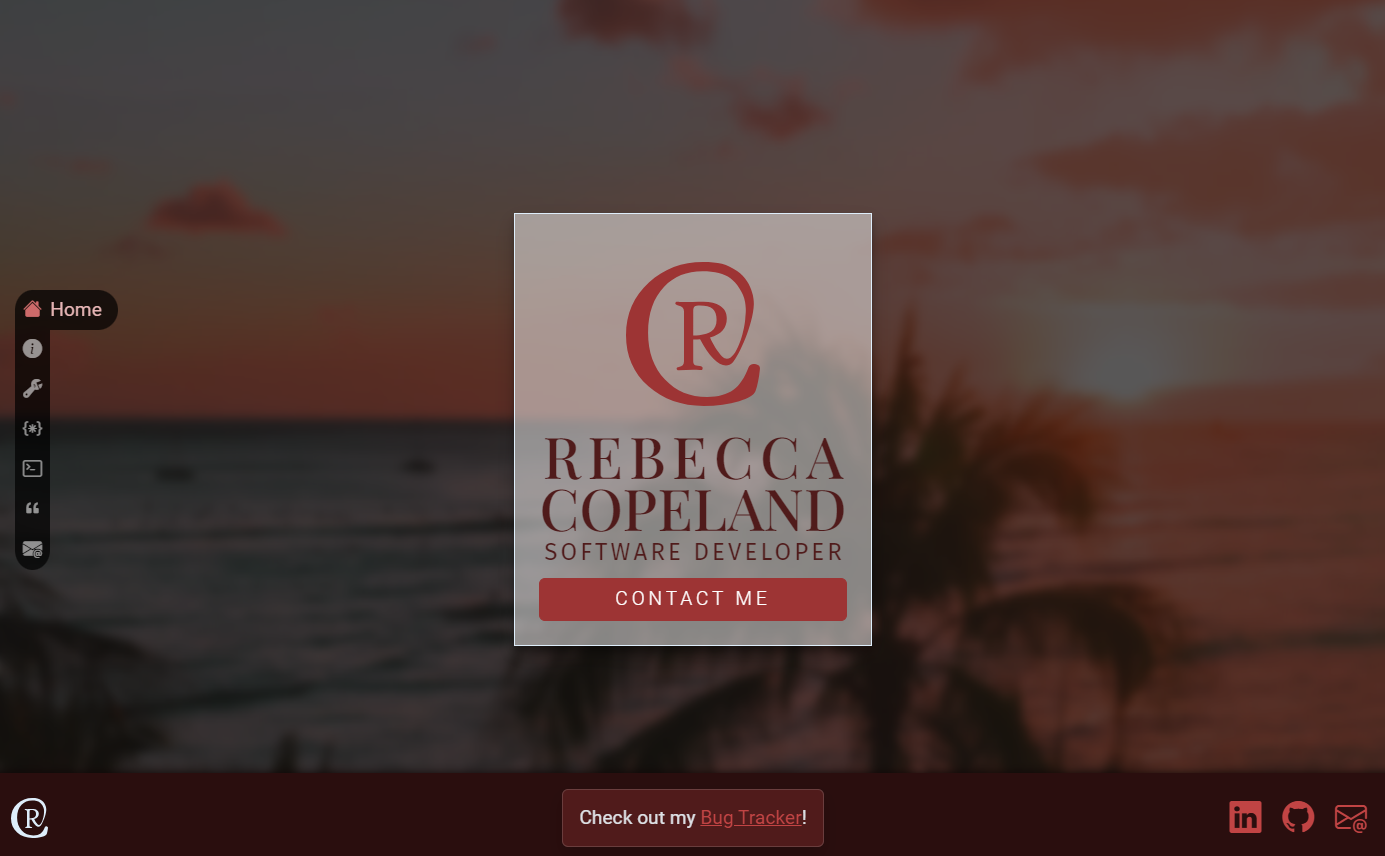 Home
CR
REBECCA
COPELAND
SOFTWARE DEVELOPER
CONTACT ME
CR
Check out my Bug Tracker!
in